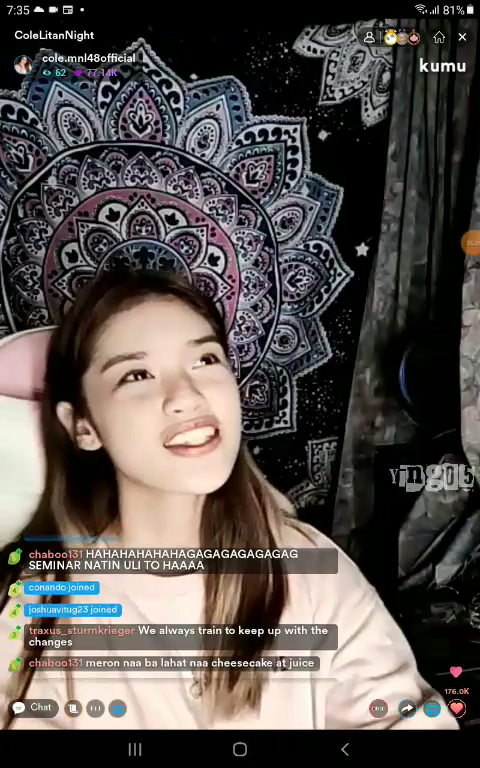 7:35
81%
ColeLitanNight
cole.mnl48official
62
77.14K
kumu
Yingo5
chaboo131 HAHAHAHAHAHAGAGAGAGAGAGAG
SEMINAR NATIN ULI TO HAAAA
conando joined
joshuavitug23 joined
traxus_sturmkrieger We always train to keep up with the
changes
chaboo131 meron naa ba lahat naa cheesecake at juice
176.0K
Chat